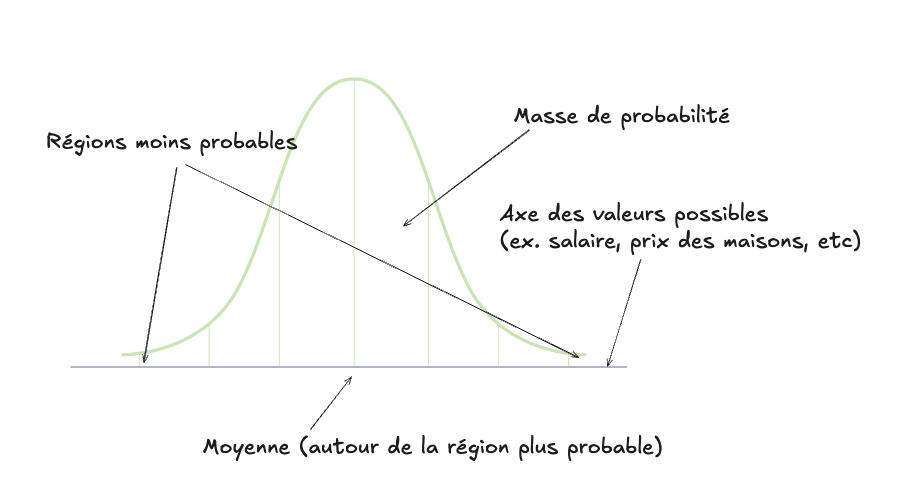 Masse de probabilité
Régions moins probables
Axe des valeurs possibles
(ex. salaire, prix des maisons, etc)
Moyenne (autour de la région plus probable)